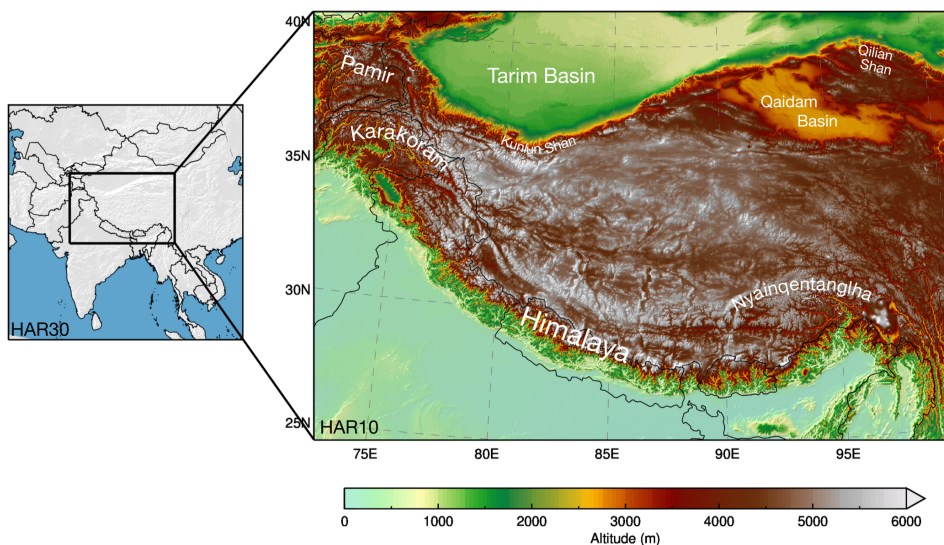 40N
Pamir
Tarim Basin
Qilian
Shan
Qaidam
Basin
Karakoram
Kunlun Shan
35N
30N
Nyainqentanglha
Himalaya
HAR30
25N
HAR10
75E 80E 85E 90E 95E
0 1000 2000 3000 4000 5000 6000
Altitude (m)